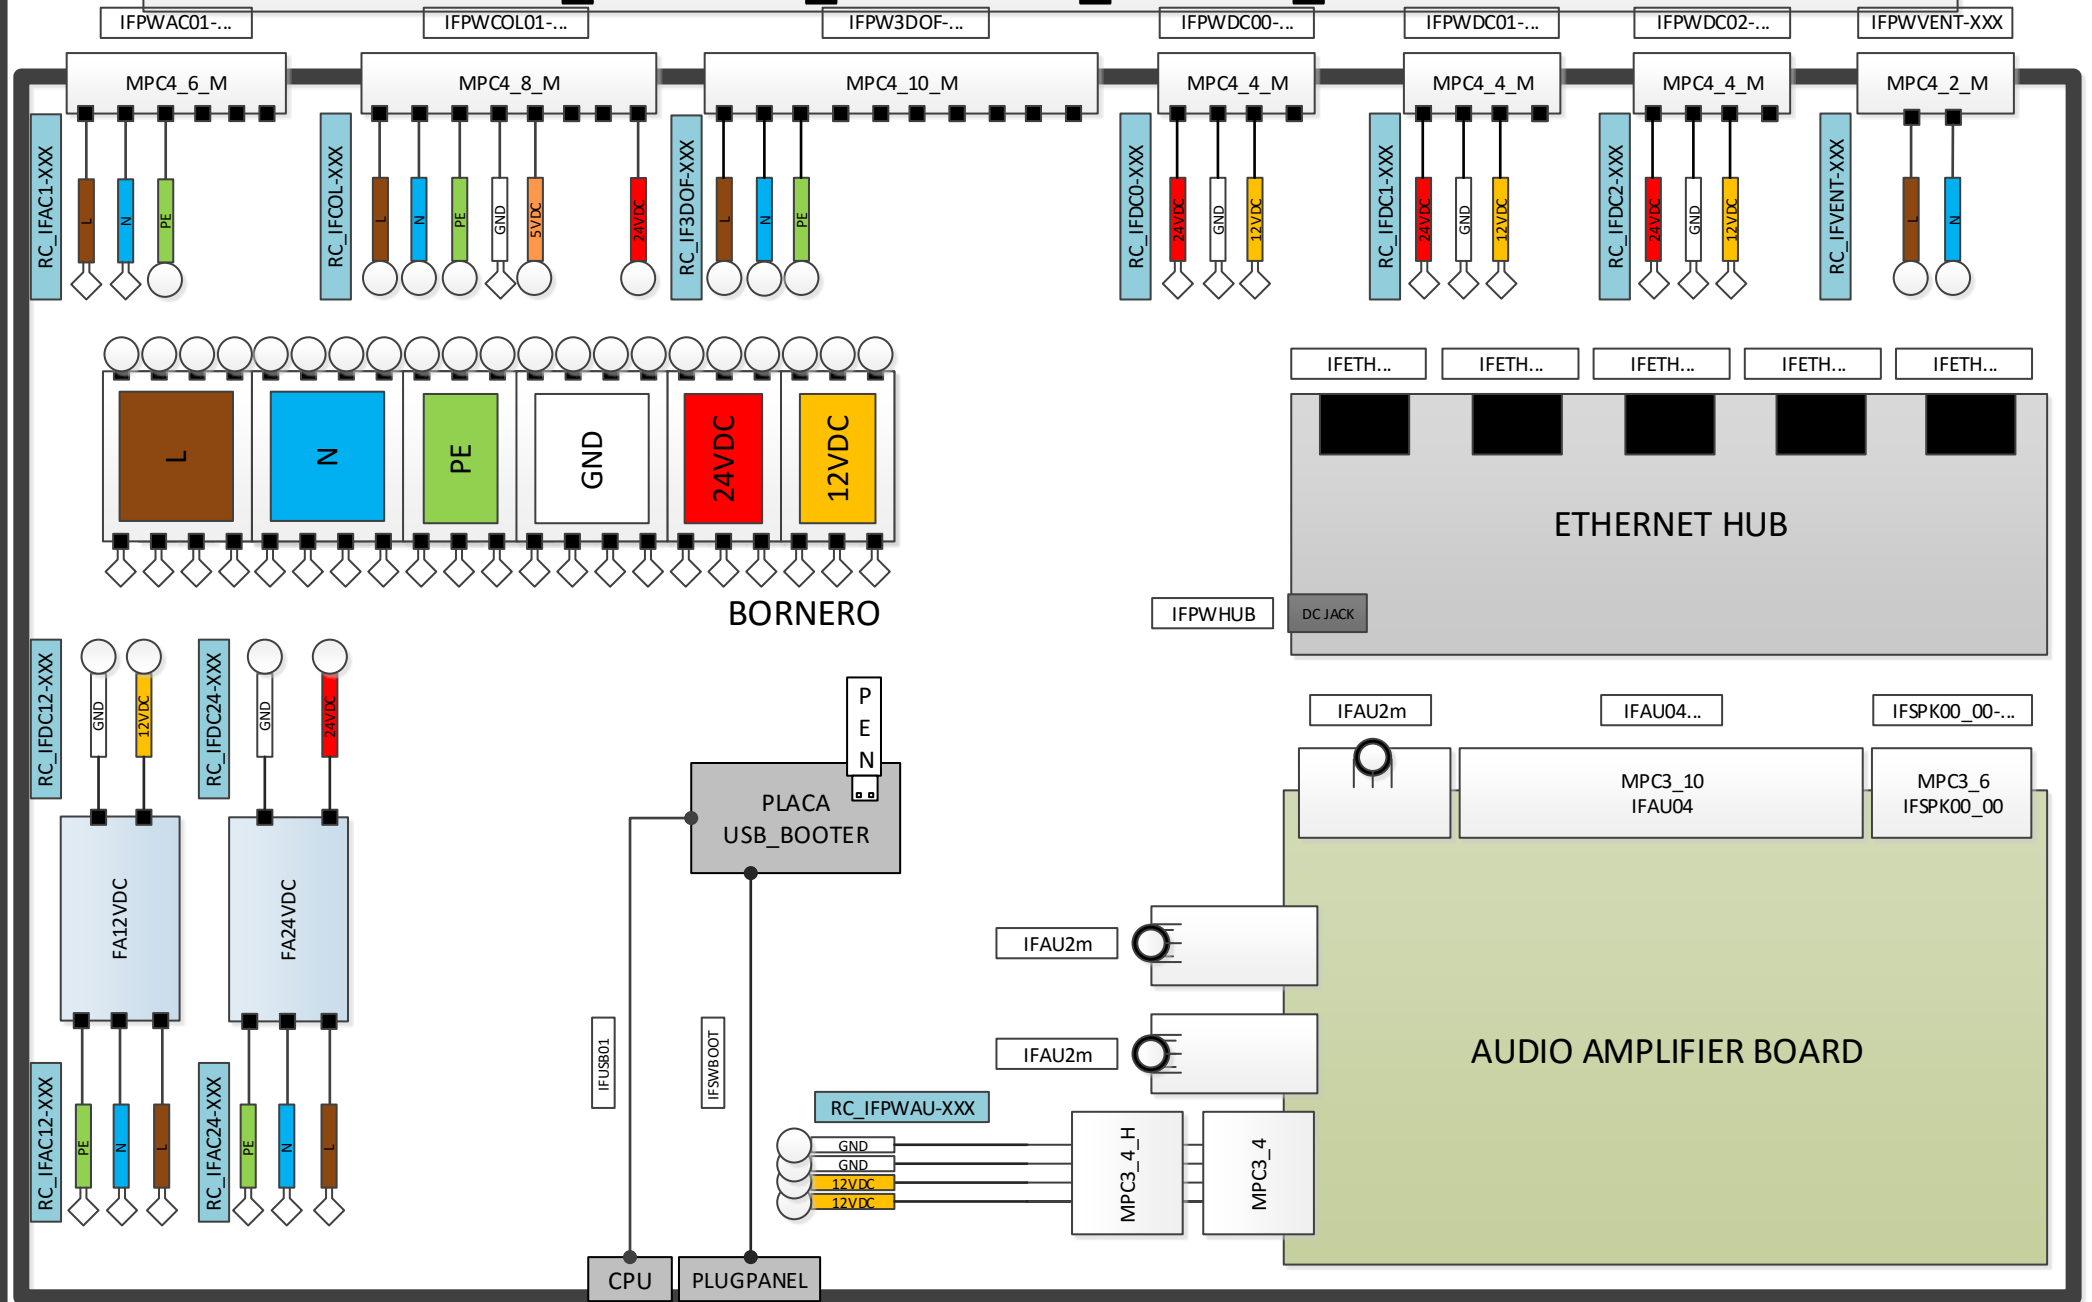 IFPWAC01-...
IFPWCOL01-...
IFPW3DOF-...
IFPWDC00-...
IFPWDC01-...
IFPWDC02-...
IFPWVENT-XXX
MPC4_6_M
MPC4_8_M
MPC4_10_M
MPC4_4_M
MPC4_4_M
MPC4_4_M
MPC4_2_M
RC_IFAC1-XXX
L
N
PE
RC_IFCOL-XXX
L
N
PE
GND
5VDC
24VDC
RC_IF3DOF-XXX
L
N
PE
RC_IFDC0-XXX
24VDC
GND
12VDC
RC_IFDC1-XXX
24VDC
GND
12VDC
RC_IFDC2-XXX
24VDC
GND
12VDC
RC_IFVENT-XXX
L
N
L
N
PE
GND
24VDC
12VDC
BORNERO
IFETH...
IFETH...
IFETH...
IFETH...
IFETH...
ETHERNET HUB
IFPWHUB
DC JACK
RC_IFDC12-XXX
GND
12VDC
RC_IFDC24-XXX
GND
24VDC
FA12VDC
FA24VDC
RC_IFAC12-XXX
PE
N
L
RC_IFAC24-XXX
PE
N
L
P
E
N
PLACA
USB_BOOTER
IFUSB01
IFSWBOOT
CPU
PLUGPANEL
IFAU2m
IFAU04...
IFSPK00_00-...
MPC3_10
IFAU04
MPC3_6
IFSPK00_00
IFAU2m
IFAU2m
AUDIO AMPLIFIER BOARD
RC_IFPWAU-XXX
GND
GND
12VDC
12VDC
MPC3_4_H
MPC3_4